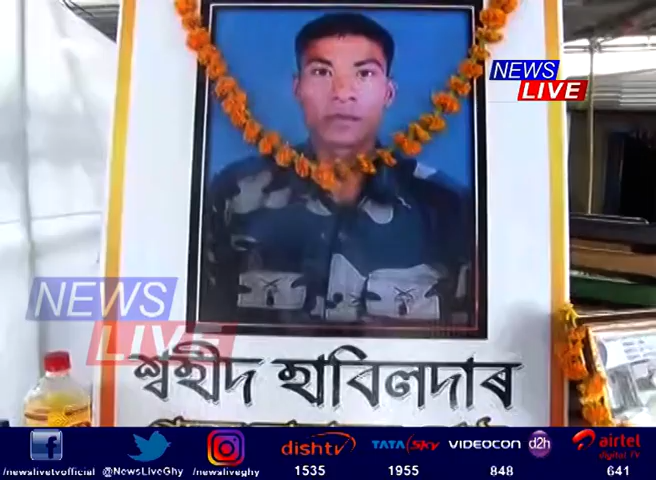 NEWS
LIVE
NEWS
LIVE
শ্বহীদ হাবিলদাৰ
/newslivetvofficial
@NewsLiveGhy
/newsliveghy
dishtv
1535
TATA sky
1955
VIDEOCON d2h
848
airtel
digital TV
641